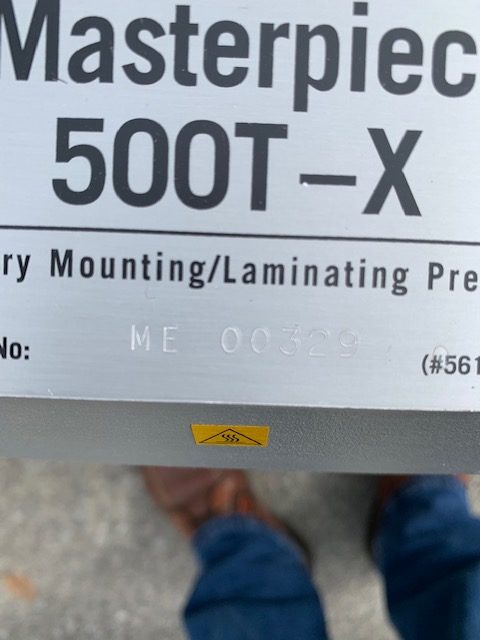 Masterpiec
500T-X
ry Mounting/Laminating Pre
No: ME 00329 (#561